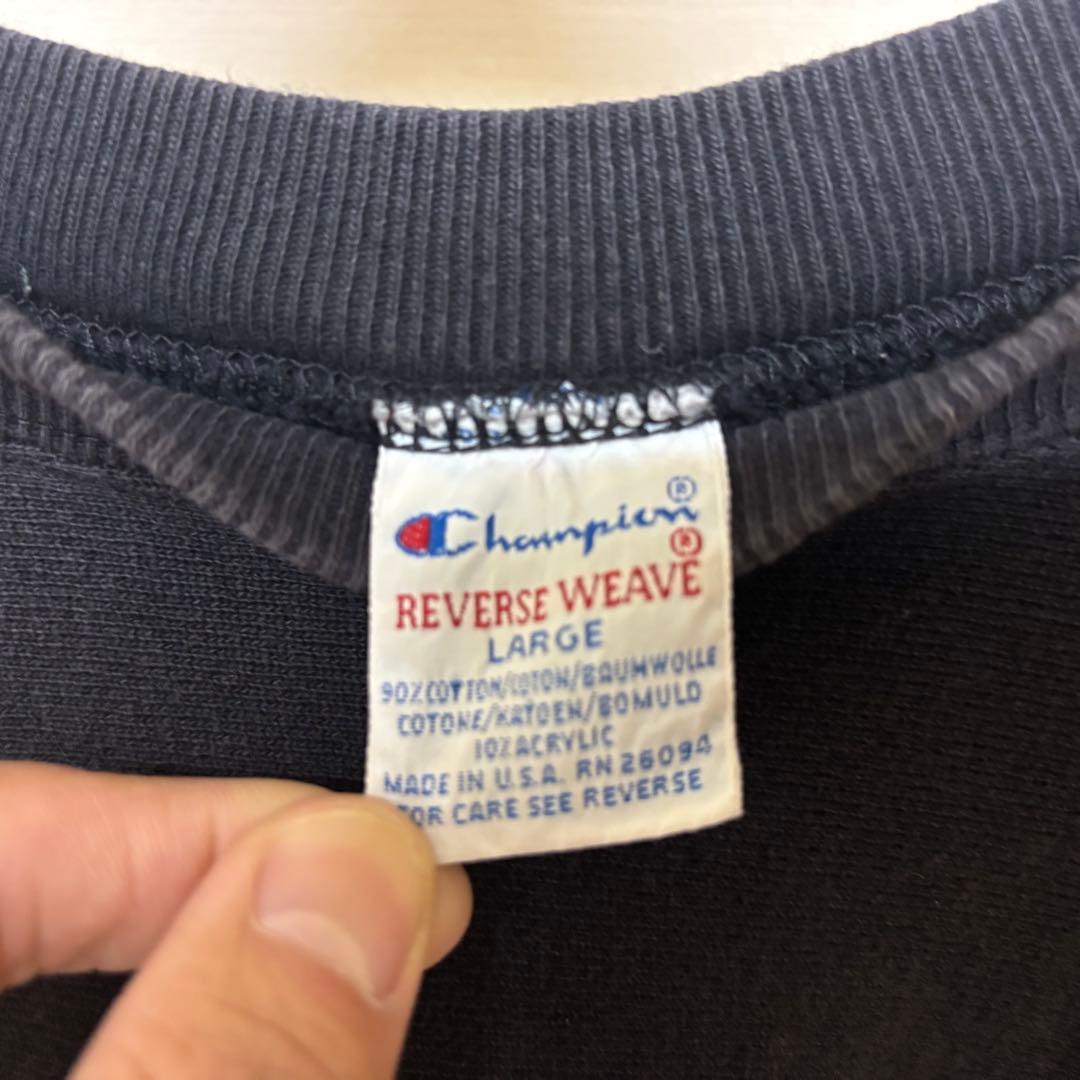 Champion®
REVERSE WEAVE®
LARGE
90% COTTON/COTON/BAUMWOLLE
COTONE/KATOEN/BOMULD
10% ACRYLIC
MADE IN U.S.A. RN 26094
FOR CARE SEE REVERSE